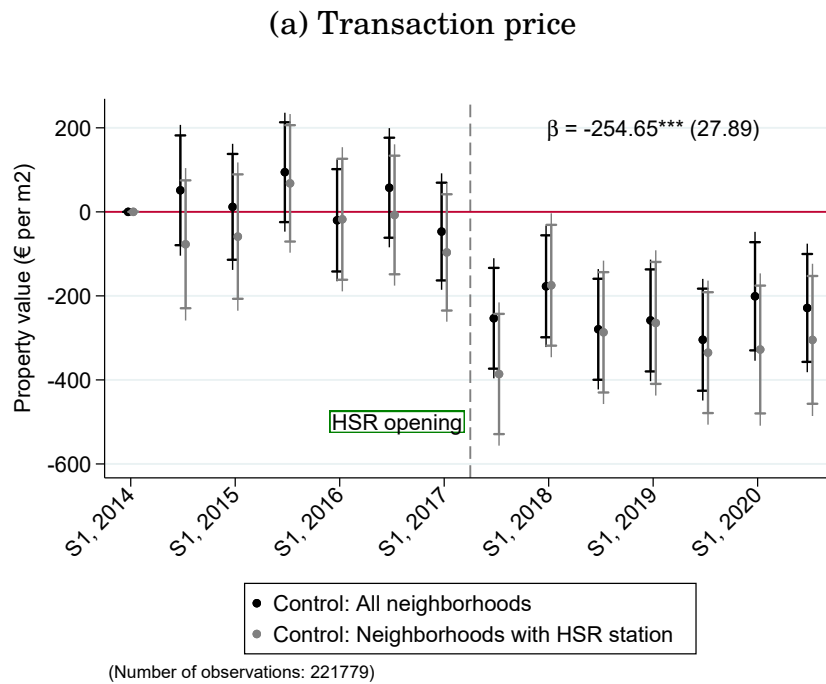 (a) Transaction price
β = -254.65*** (27.89)
Property value (€ per m2)
200
0
-200
-400
-600
HSR opening
S1, 2014
S1, 2015
S1, 2016
S1, 2017
S1, 2018
S1, 2019
S1, 2020
Control: All neighborhoods
Control: Neighborhoods with HSR station
(Number of observations: 221779)